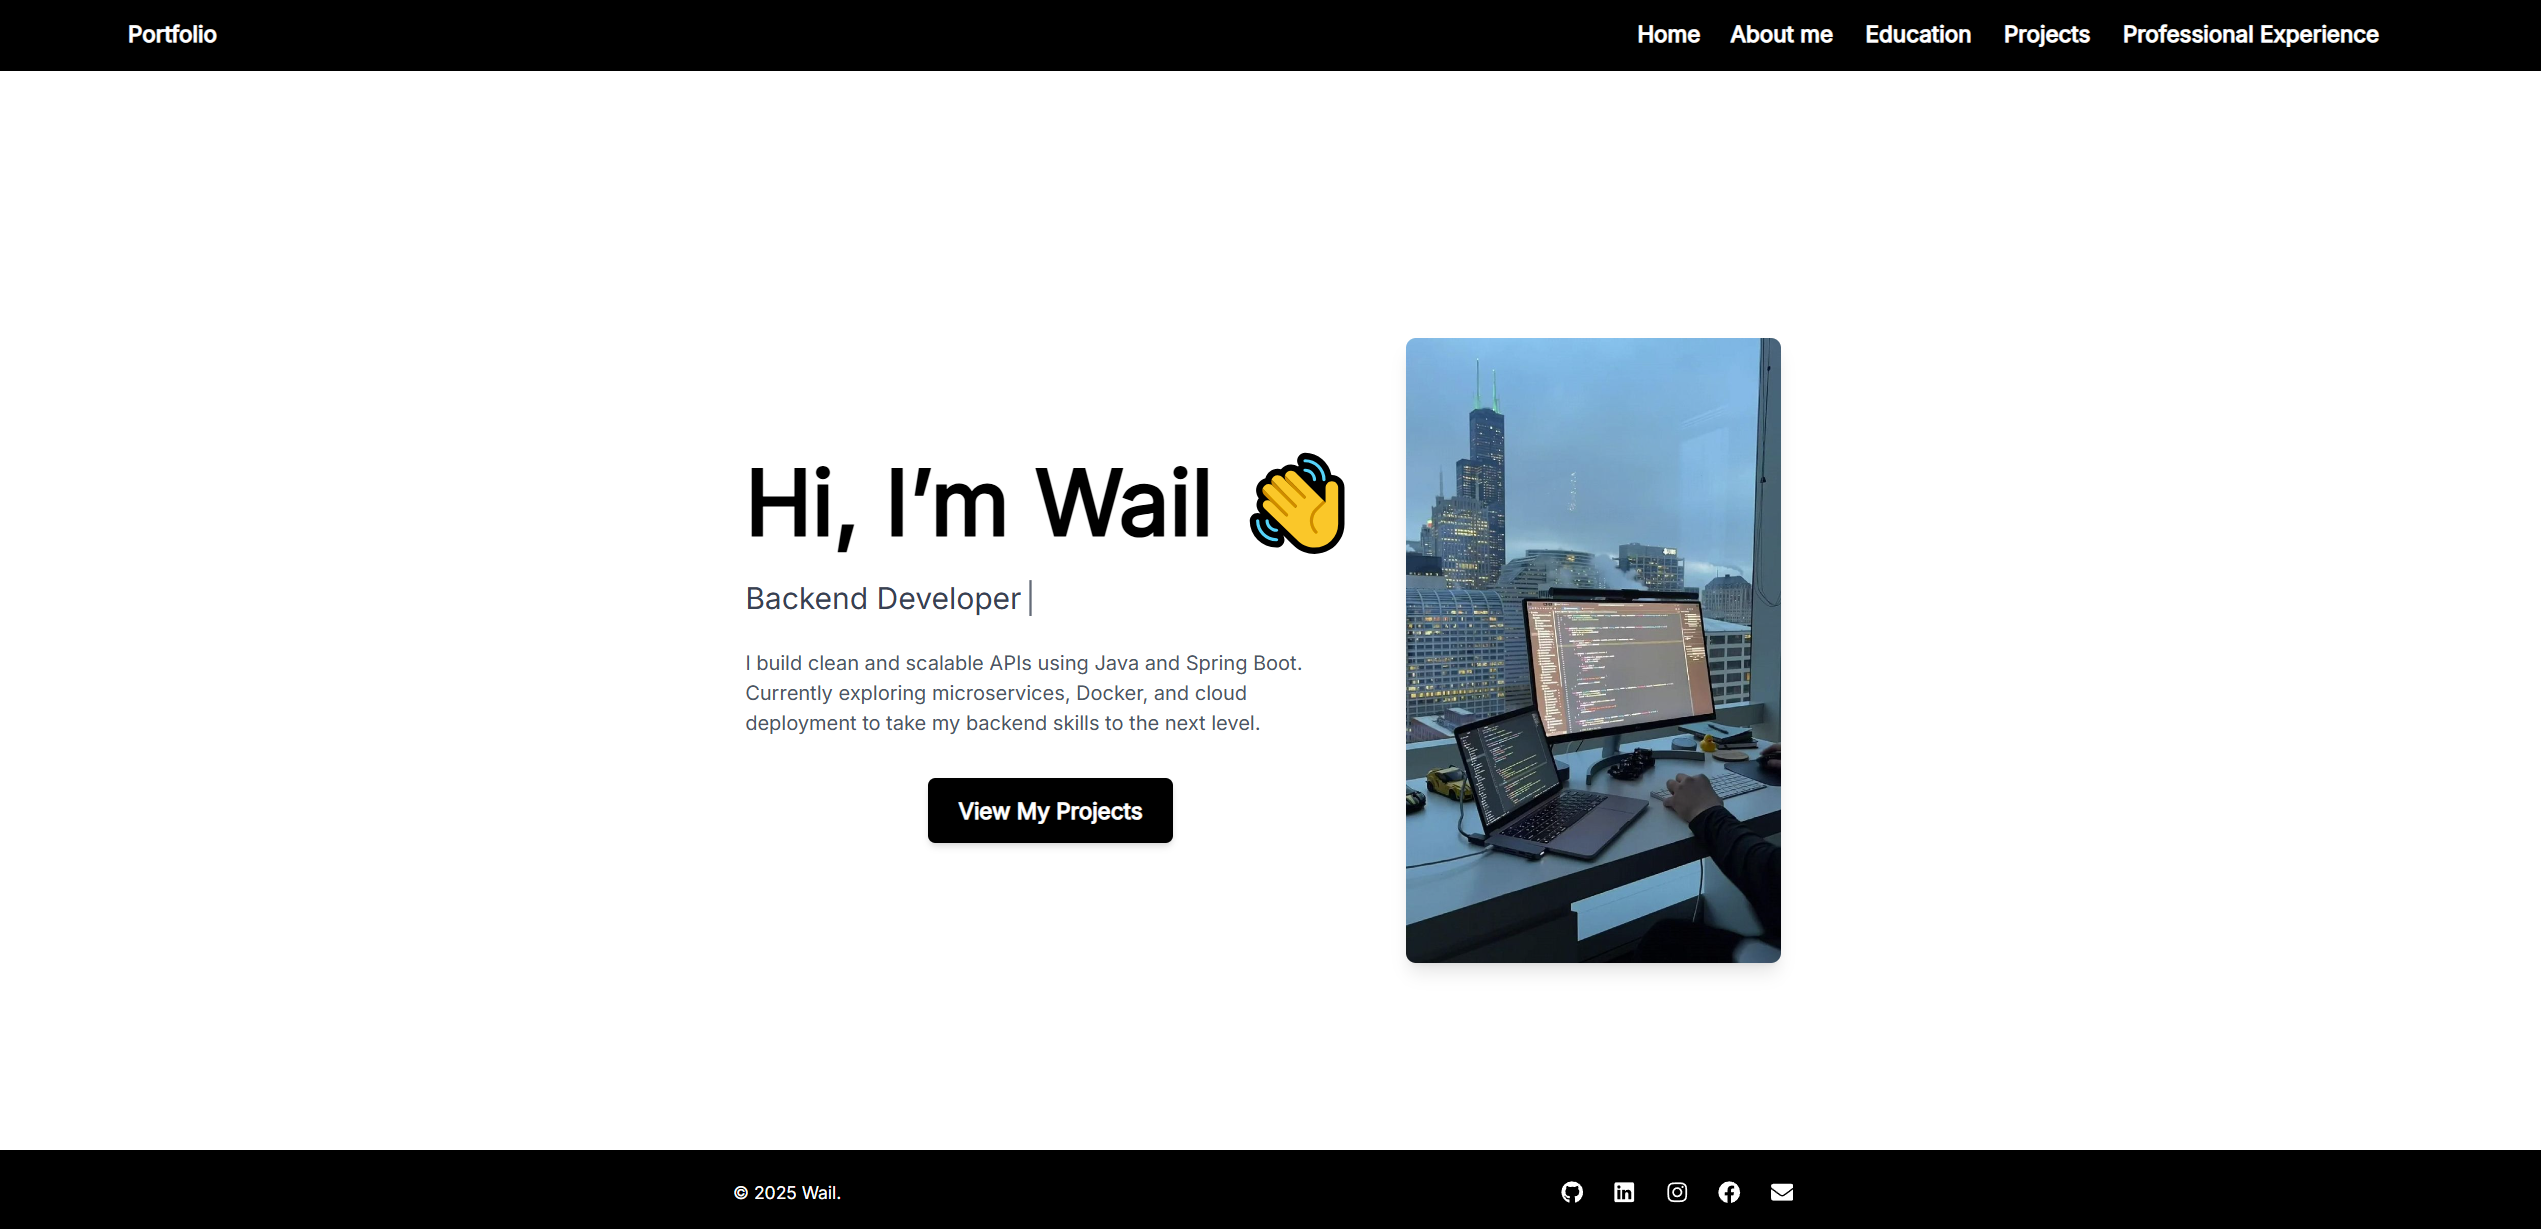 Portfolio
Home About me Education Projects Professional Experience
Hi, I’m Wail 👋
Backend Developer
I build clean and scalable APIs using Java and Spring Boot.
Currently exploring microservices, Docker, and cloud
deployment to take my backend skills to the next level.
View My Projects
© 2025 Wail.